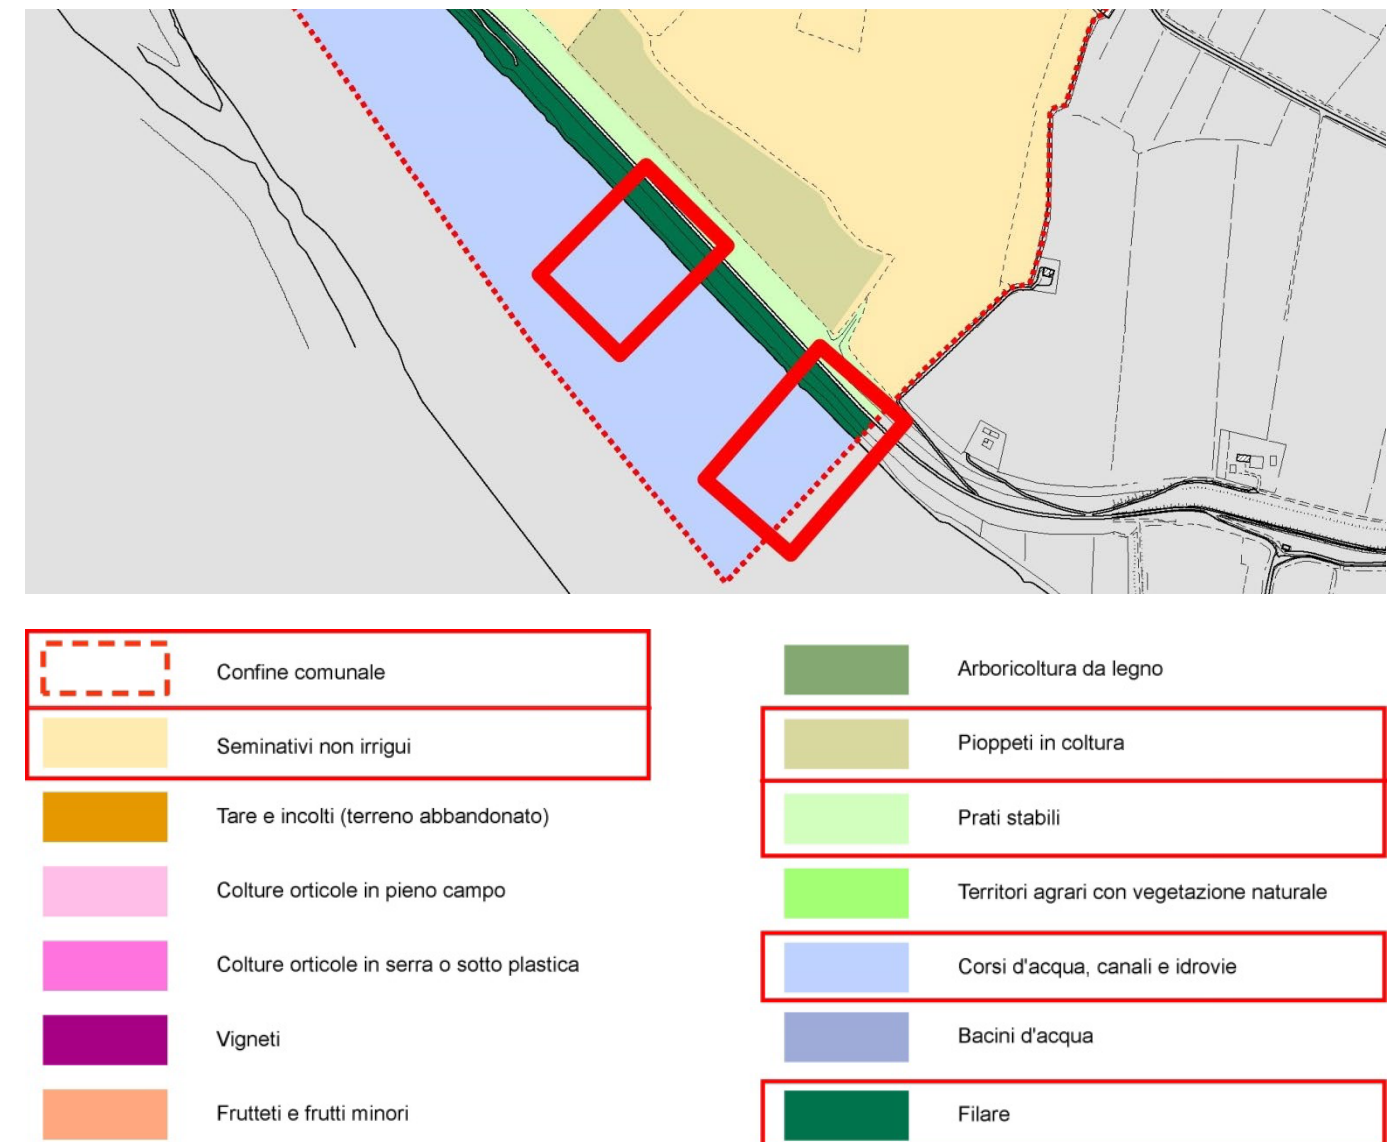 Confine comunale
Seminativi non irrigui
Tare e incolti (terreno abbandonato)
Colture orticole in pieno campo
Colture orticole in serra o sotto plastica
Vigneti
Frutteti e frutti minori
Arboricoltura da legno
Pioppeti in coltura
Prati stabili
Territori agrari con vegetazione naturale
Corsi d'acqua, canali e idrovie
Bacini d'acqua
Filare